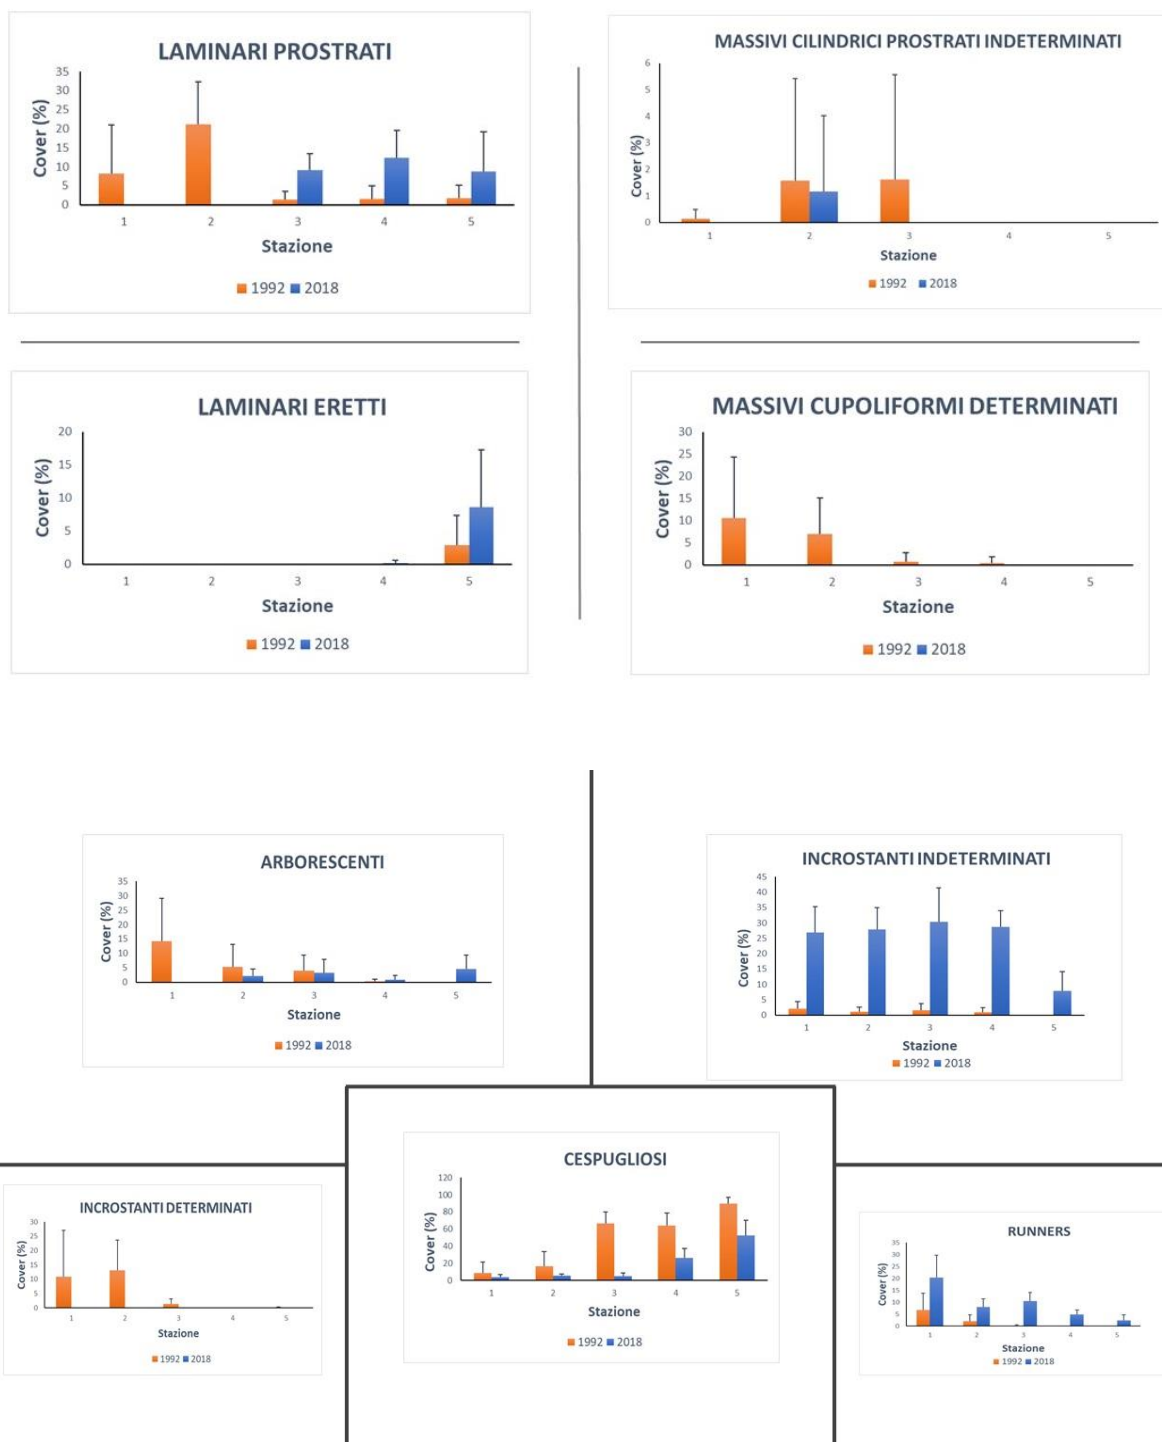 LAMINARI PROSTRATI
35
30
25
20
15
10
5
0
Cover (%)
1 2 3 4 5
Stazione
1992 2018
MASSIVI CILINDRICI PROSTRATI INDETERMINATI
6
5
4
3
2
1
0
Cover (%)
1 2 3 4 5
Stazione
1992 2018
LAMINARI ERETTI
20
15
10
5
0
Cover (%)
1 2 3 4 5
Stazione
1992 2018
MASSIVI CUPOLIFORMI DETERMINATI
30
25
20
15
10
5
0
Cover (%)
1 2 3 4 5
Stazione
1992 2018
ARBORESCENTI
35
30
25
20
15
10
5
0
Cover (%)
1 2 3 4 5
Stazione
1992 2018
INCROSTANTI INDETERMINATI
45
40
35
30
25
20
15
10
5
0
Cover (%)
1 2 3 4 5
Stazione
1992 2018
INCROSTANTI DETERMINATI
30
25
20
15
10
5
0
Cover (%)
1 2 3 4 5
Stazione
1992 2018
CESPUGLIOSI
120
100
80
60
40
20
0
Cover (%)
1 2 3 4 5
Stazione
1992 2018
RUNNERS
35
30
25
20
15
10
5
0
Cover (%)
1 2 3 4 5
Stazione
1992 2018